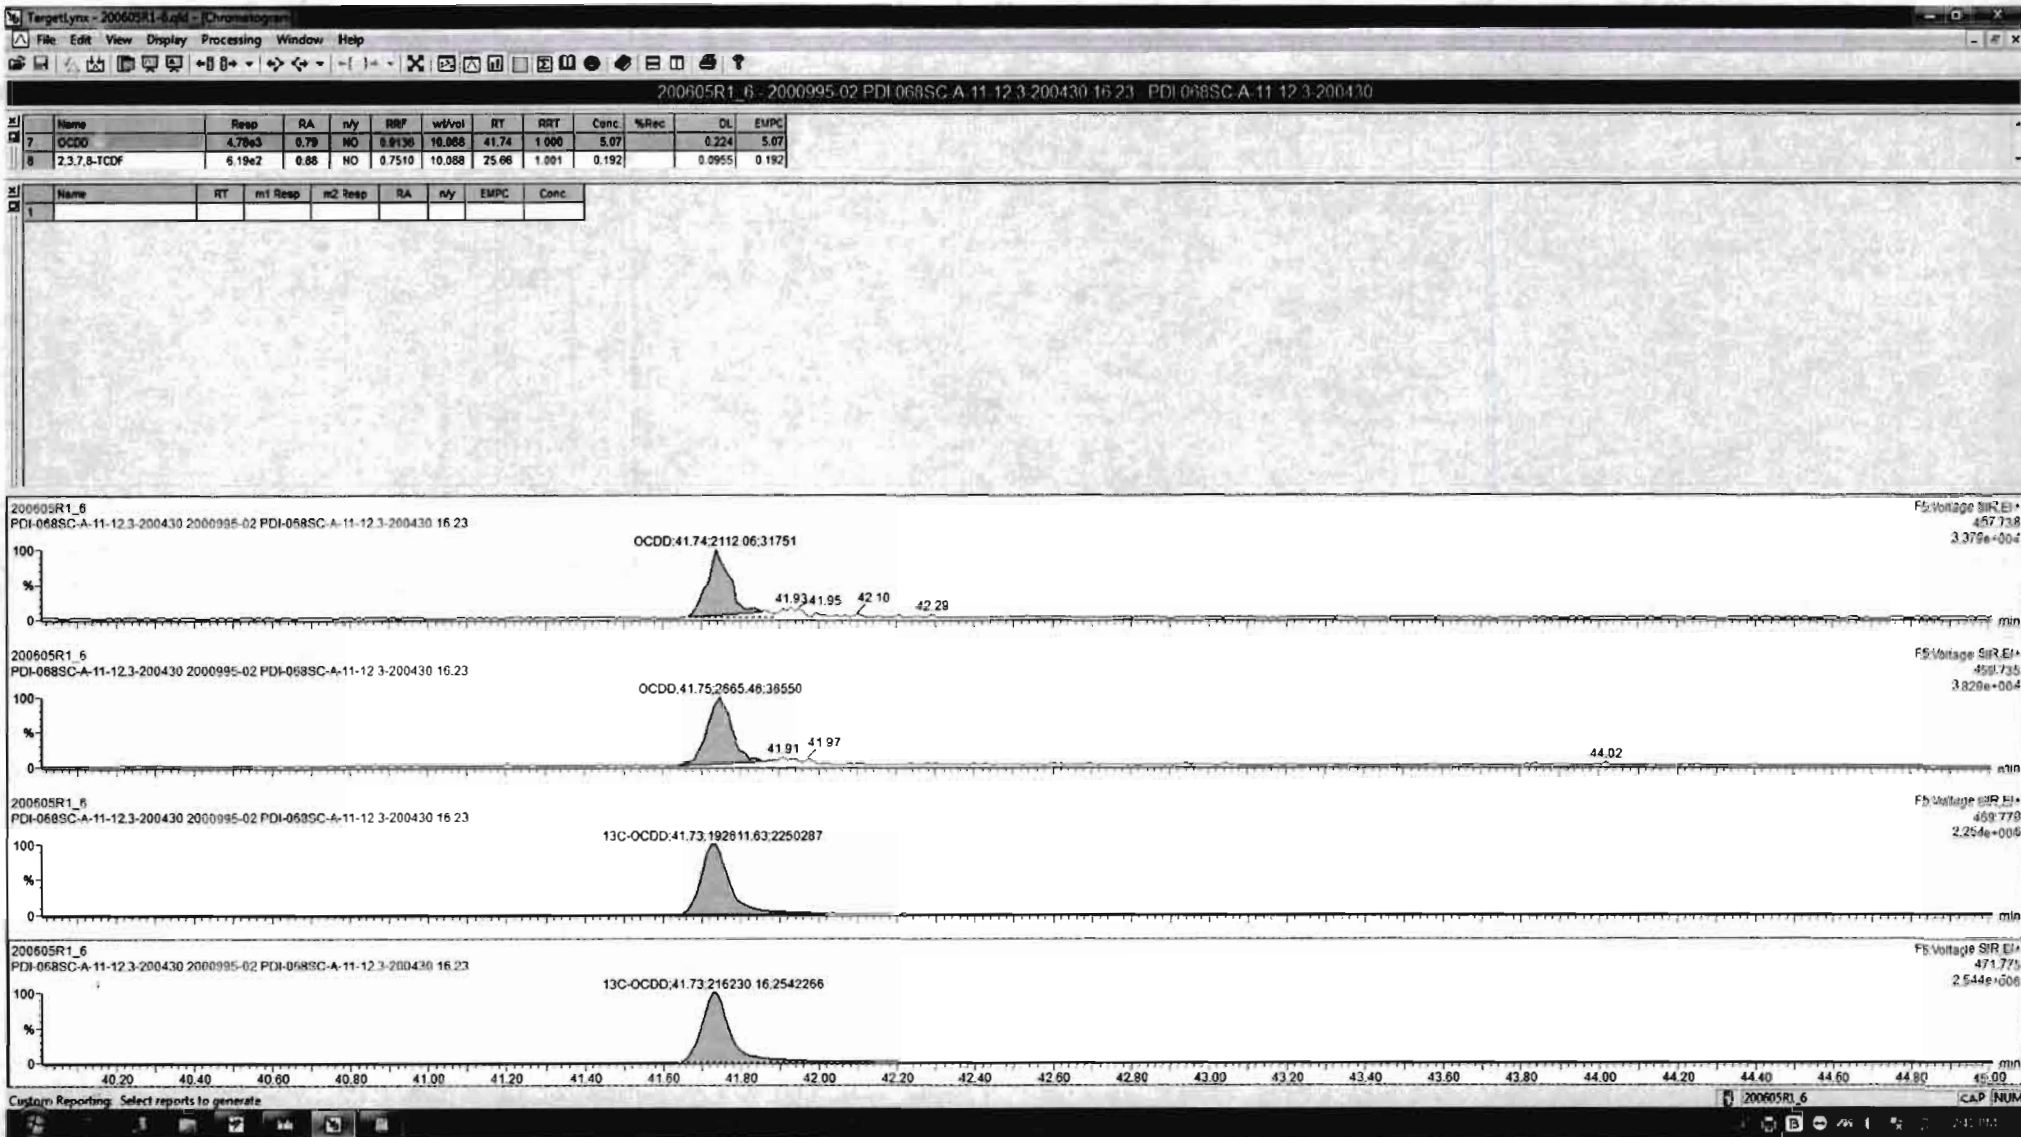 TargetLynx - 200605R1-6.qld - [Chromatogram]
File Edit View Display Processing Window Help
200605R1_6 - 2000995-02 PDI-068SC-A-11-12.3-200430 16.23 - PDI-068SC-A-11-12.3-200430
Name Resp RA n/y RRF wt/vol RT RRT Conc. %Rec DL EMPC
7 OCDD 4.78e3 0.79 NO 0.9136 10.088 41.74 1.000 5.07 0.224 5.07
8 2,3,7,8-TCDF 6.19e2 0.88 NO 0.7510 10.088 25.66 1.001 0.192 0.0955 0.192
Name RT m1 Resp m2 Resp RA n/y EMPC Conc.
1
200605R1_6 F5:Voltage SIR,EI+
PDI-068SC-A-11-12.3-200430 2000995-02 PDI-068SC-A-11-12.3-200430 16.23 457.738
3.379e+004
OCDD;41.74;2112.06;31751
100
%
41.93 41.95 42.10 42.29
0 min
200605R1_6 F5:Voltage SIR,EI+
PDI-068SC-A-11-12.3-200430 2000995-02 PDI-068SC-A-11-12.3-200430 16.23 459.735
3.829e+004
OCDD;41.75;2665.46;36550
100
%
41.91 41.97 44.02
0 min
200605R1_6 F5:Voltage SIR,EI+
PDI-068SC-A-11-12.3-200430 2000995-02 PDI-068SC-A-11-12.3-200430 16.23 469.778
2.254e+006
13C-OCDD;41.73;192811.63;2250287
100
%
0 min
200605R1_6 F5:Voltage SIR,EI+
PDI-068SC-A-11-12.3-200430 2000995-02 PDI-068SC-A-11-12.3-200430 16.23 471.775
2.544e+006
13C-OCDD;41.73;216230.16;2542266
100
%
0 min
40.20 40.40 40.60 40.80 41.00 41.20 41.40 41.60 41.80 42.00 42.20 42.40 42.60 42.80 43.00 43.20 43.40 43.60 43.80 44.00 44.20 44.40 44.60 44.80 45.00
Custom Reporting: Select reports to generate 200605R1_6 CAP NUM